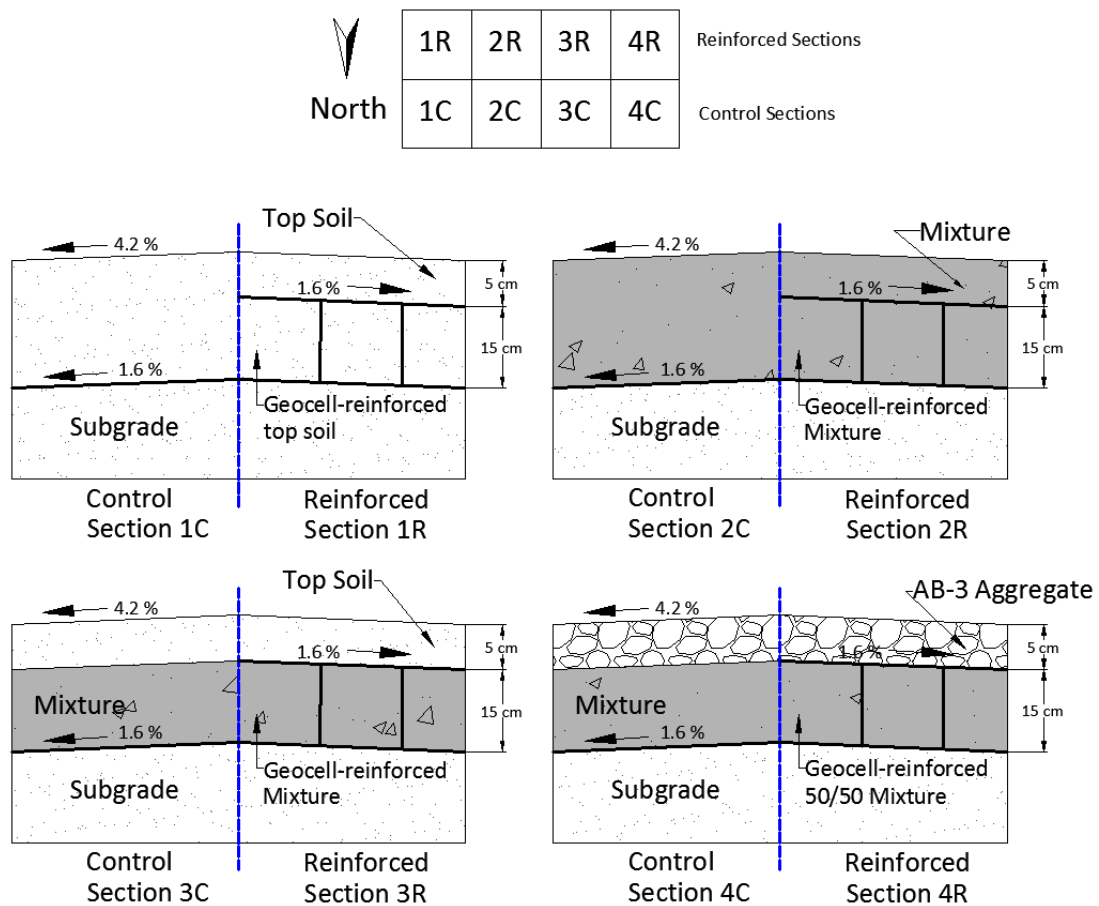 1R 2R 3R 4R Reinforced Sections
North 1C 2C 3C 4C Control Sections
Top Soil
4.2 %
1.6 %
5 cm
15 cm
1.6 %
Subgrade
Geocell-reinforced
top soil
Control
Section 1C
Reinforced
Section 1R
Mixture
4.2 %
1.6 %
5 cm
15 cm
1.6 %
Subgrade
Geocell-reinforced
Mixture
Control
Section 2C
Reinforced
Section 2R
Top Soil
4.2 %
1.6 %
5 cm
Mixture
15 cm
1.6 %
Subgrade
Geocell-reinforced
Mixture
Control
Section 3C
Reinforced
Section 3R
AB-3 Aggregate
4.2 %
1.6 %
5 cm
Mixture
15 cm
1.6 %
Subgrade
Geocell-reinforced
50/50 Mixture
Control
Section 4C
Reinforced
Section 4R